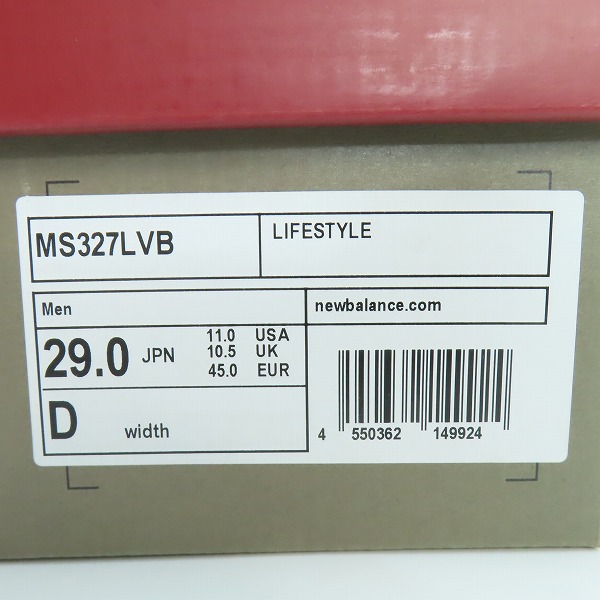 MS327LVB
LIFESTYLE
Men
newbalance.com
29.0 JPN
11.0 USA
10.5 UK
45.0 EUR
D width
4 550362 149924